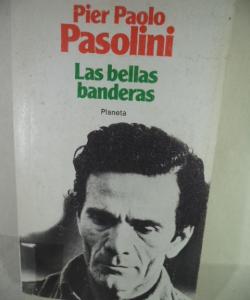 Pier Paolo
Pasolini
Las bellas
banderas
Planeta